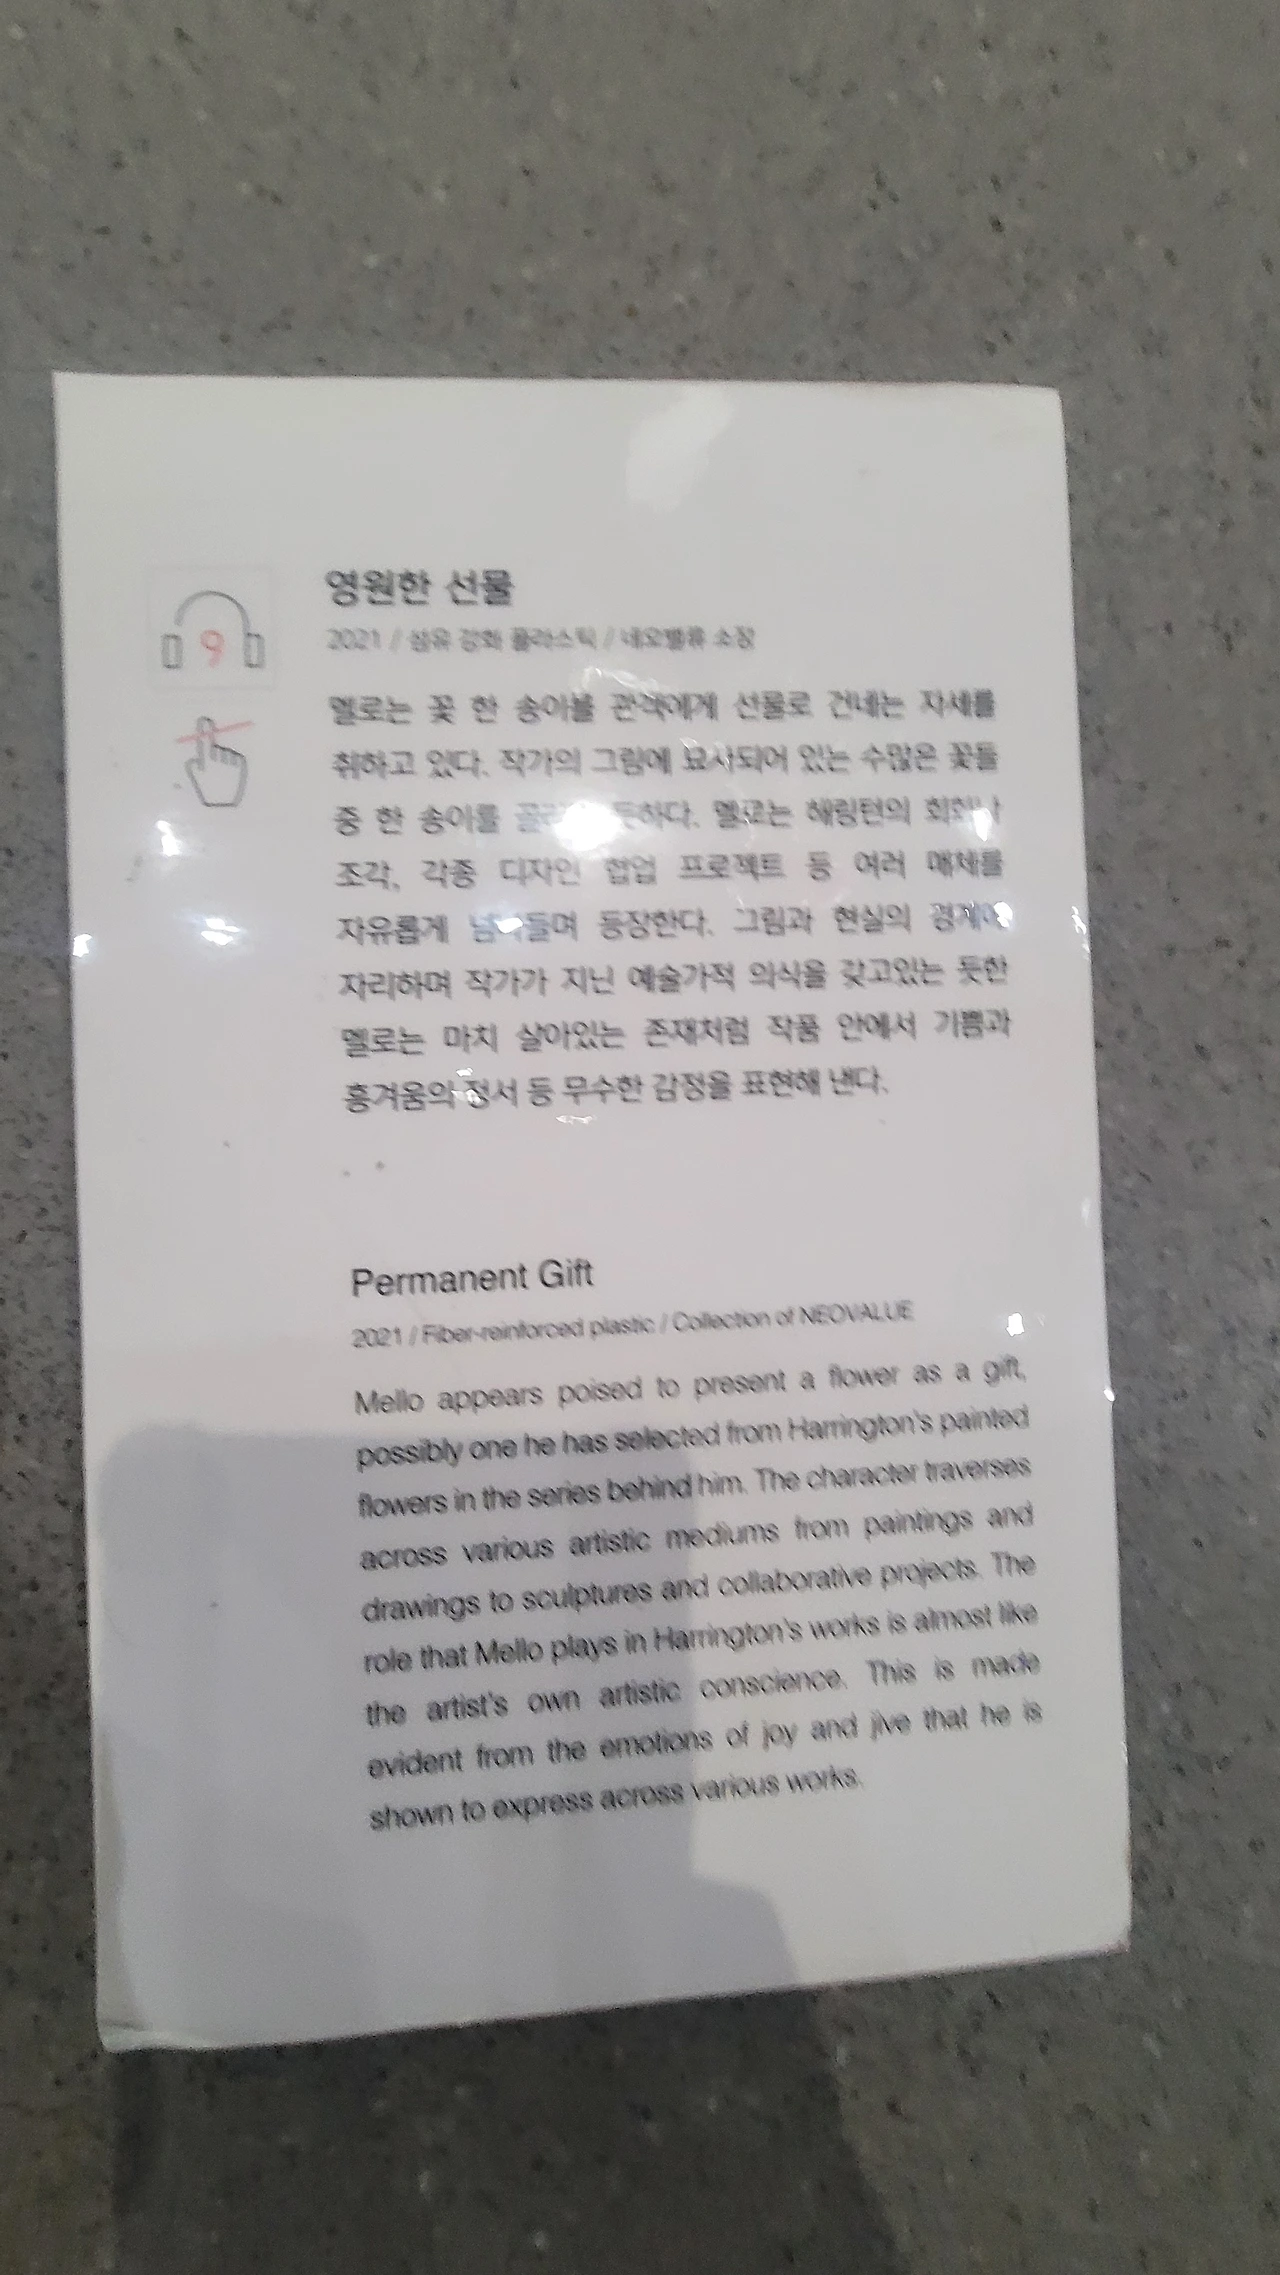 9
영원한 선물
2021 / 섬유 강화 플라스틱 / 네오밸류 소장
멜로는 꽃 한 송이를 관객에게 선물로 건네는 자세를
취하고 있다. 작가의 그림에 묘사되어 있는 수많은 꽃들
중 한 송이를 듯하다. 멜로는 해링턴의 회화나
조각, 각종 디자인 협업 프로젝트 등 여러 매체를
자유롭게 넘나들며 등장한다. 그림과 현실의 경계에
자리하며 작가가 지닌 예술가적 의식을 갖고있는 듯한
멜로는 마치 살아있는 존재처럼 작품 안에서 기쁨과
흥겨움의 정서 등 무수한 감정을 표현해 낸다.
Permanent Gift
2021 / Fiber-reinforced plastic / Collection of NEOVALUE
Mello appears poised to present a flower as a gift,
possibly one he has selected from Harrington's painted
flowers in the series behind him. The character traverses
across various artistic mediums from paintings and
drawings to sculptures and collaborative projects. The
role that Mello plays in Harrington's works is almost like
the artist's own artistic conscience. This is made
evident from the emotions of joy and jive that he is
shown to express across various works.